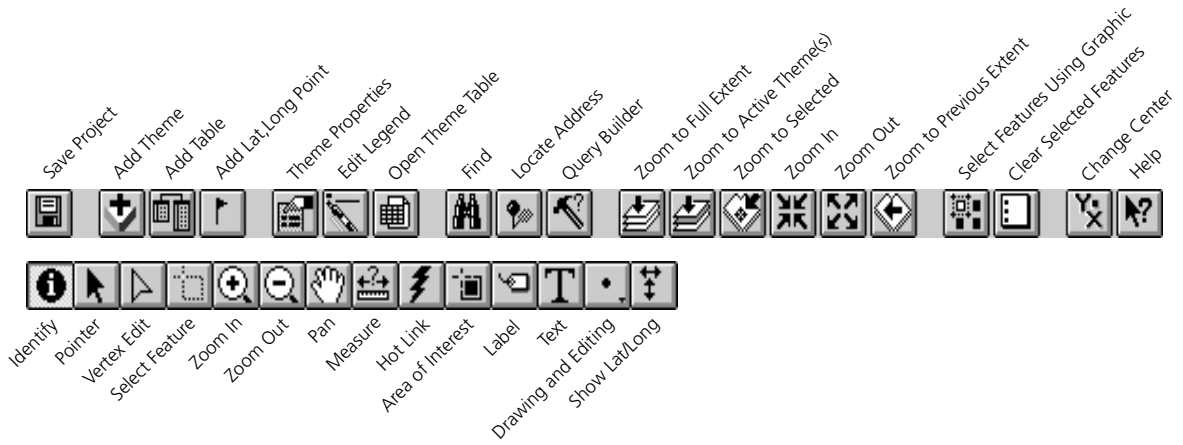 Save Project
Add Theme
Add Table
Add Lat,Long Point
Theme Properties
Edit Legend
Open Theme Table
Find
Locate Address
Query Builder
Zoom to Full Extent
Zoom to Active Theme(s)
Zoom to Selected
Zoom In
Zoom Out
Zoom to Previous Extent
Select Features Using Graphic
Clear Selected Features
Change Center
Help
Identify
Pointer
Vertex Edit
Select Feature
Zoom In
Zoom Out
Pan
Measure
Hot Link
Area of Interest
Label
Text
Drawing and Editing
Show Lat/Long